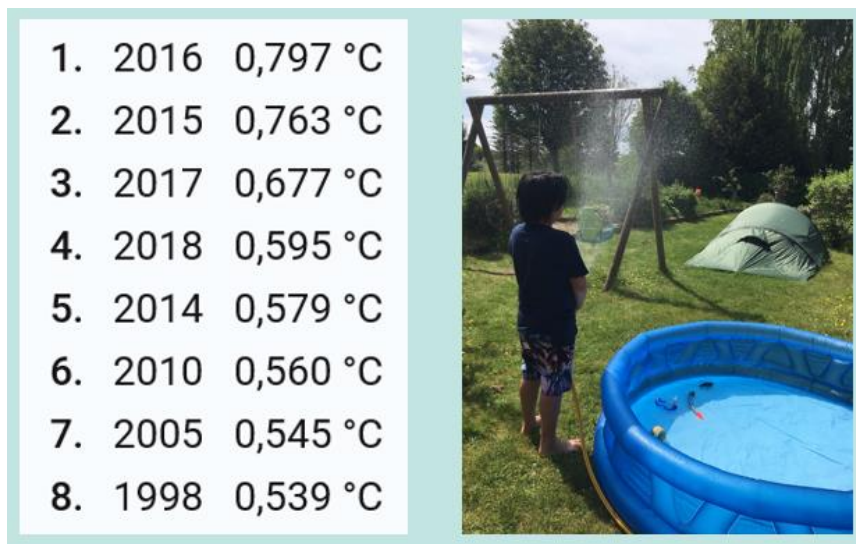 1. 2016 0,797 °C
2. 2015 0,763 °C
3. 2017 0,677 °C
4. 2018 0,595 °C
5. 2014 0,579 °C
6. 2010 0,560 °C
7. 2005 0,545 °C
8. 1998 0,539 °C